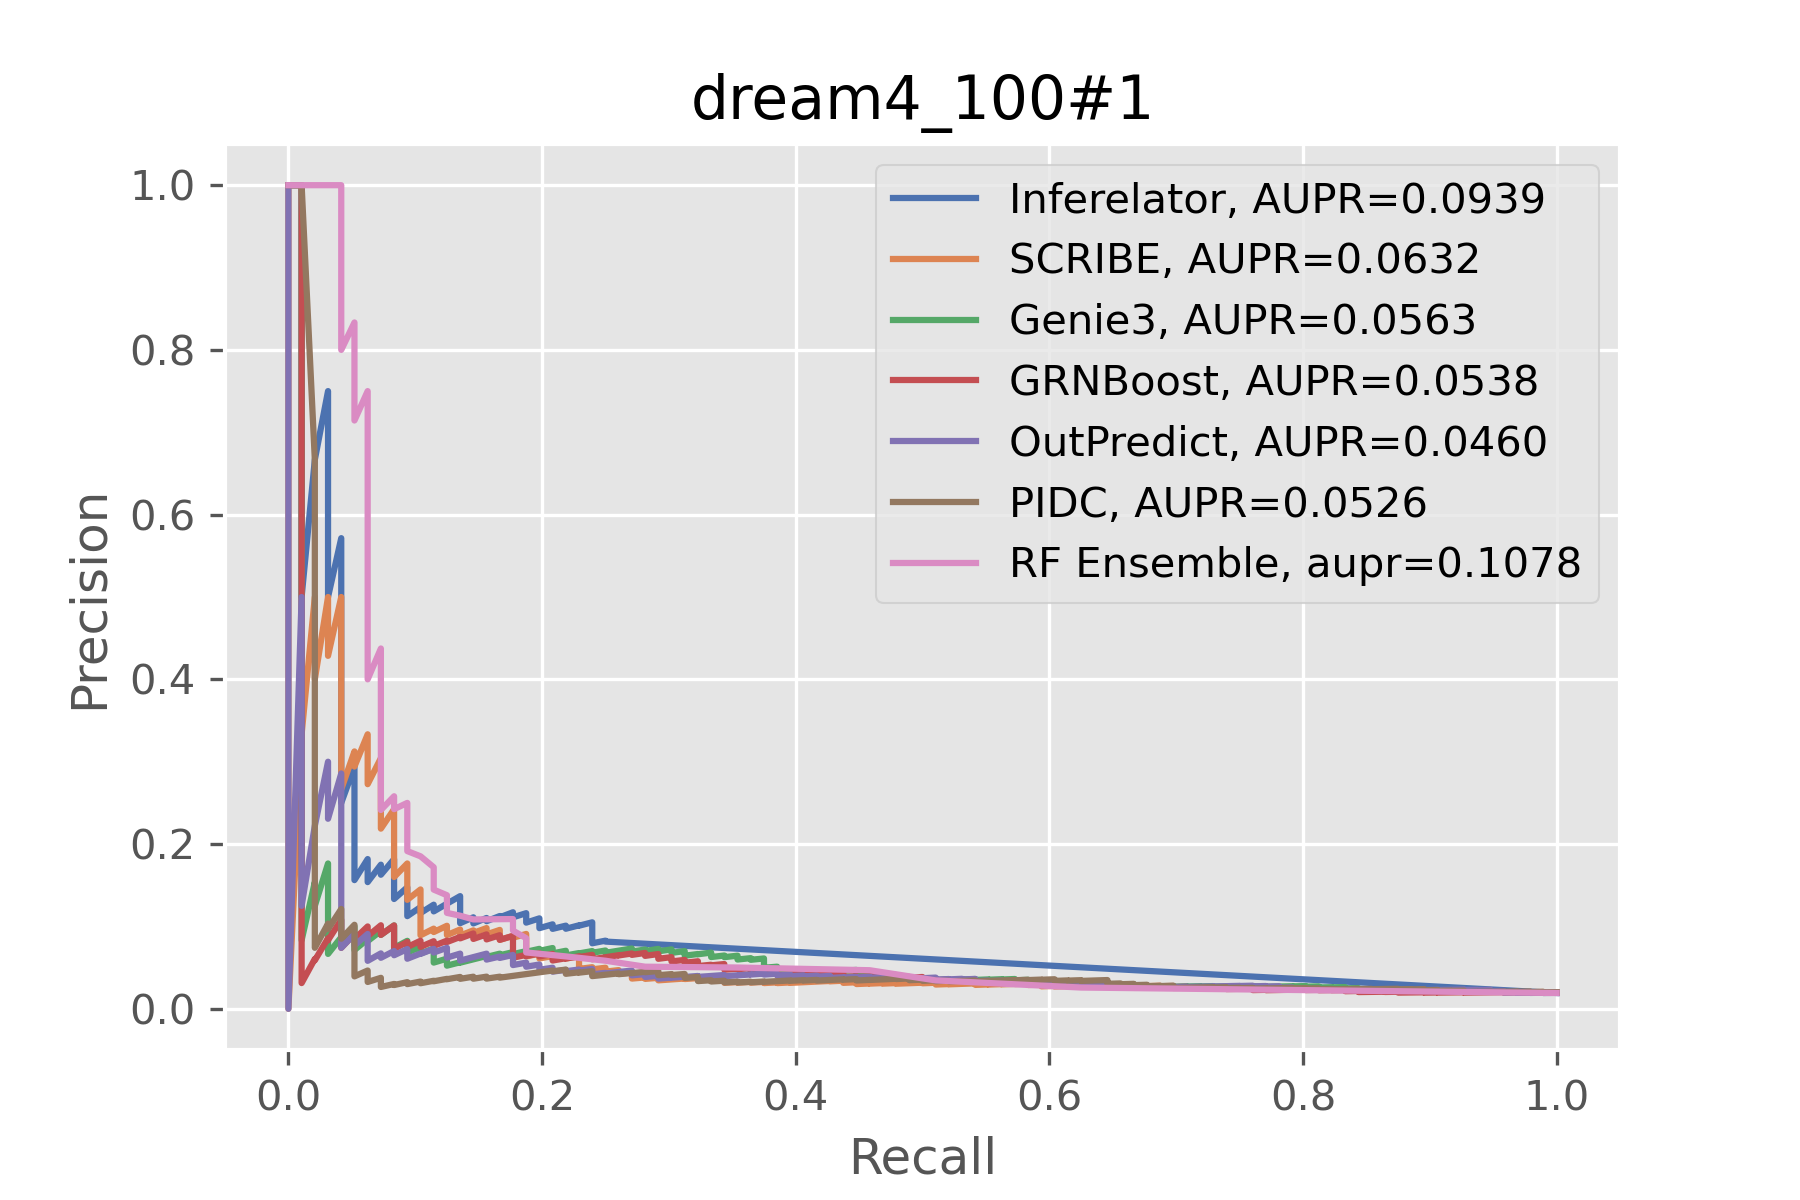 dream4_100#1
Inferelator, AUPR=0.0939
SCRIBE, AUPR=0.0632
Genie3, AUPR=0.0563
GRNBoost, AUPR=0.0538
OutPredict, AUPR=0.0460
PIDC, AUPR=0.0526
RF Ensemble, aupr=0.1078
Precision
1.0
0.8
0.6
0.4
0.2
0.0
0.0 0.2 0.4 0.6 0.8 1.0
Recall